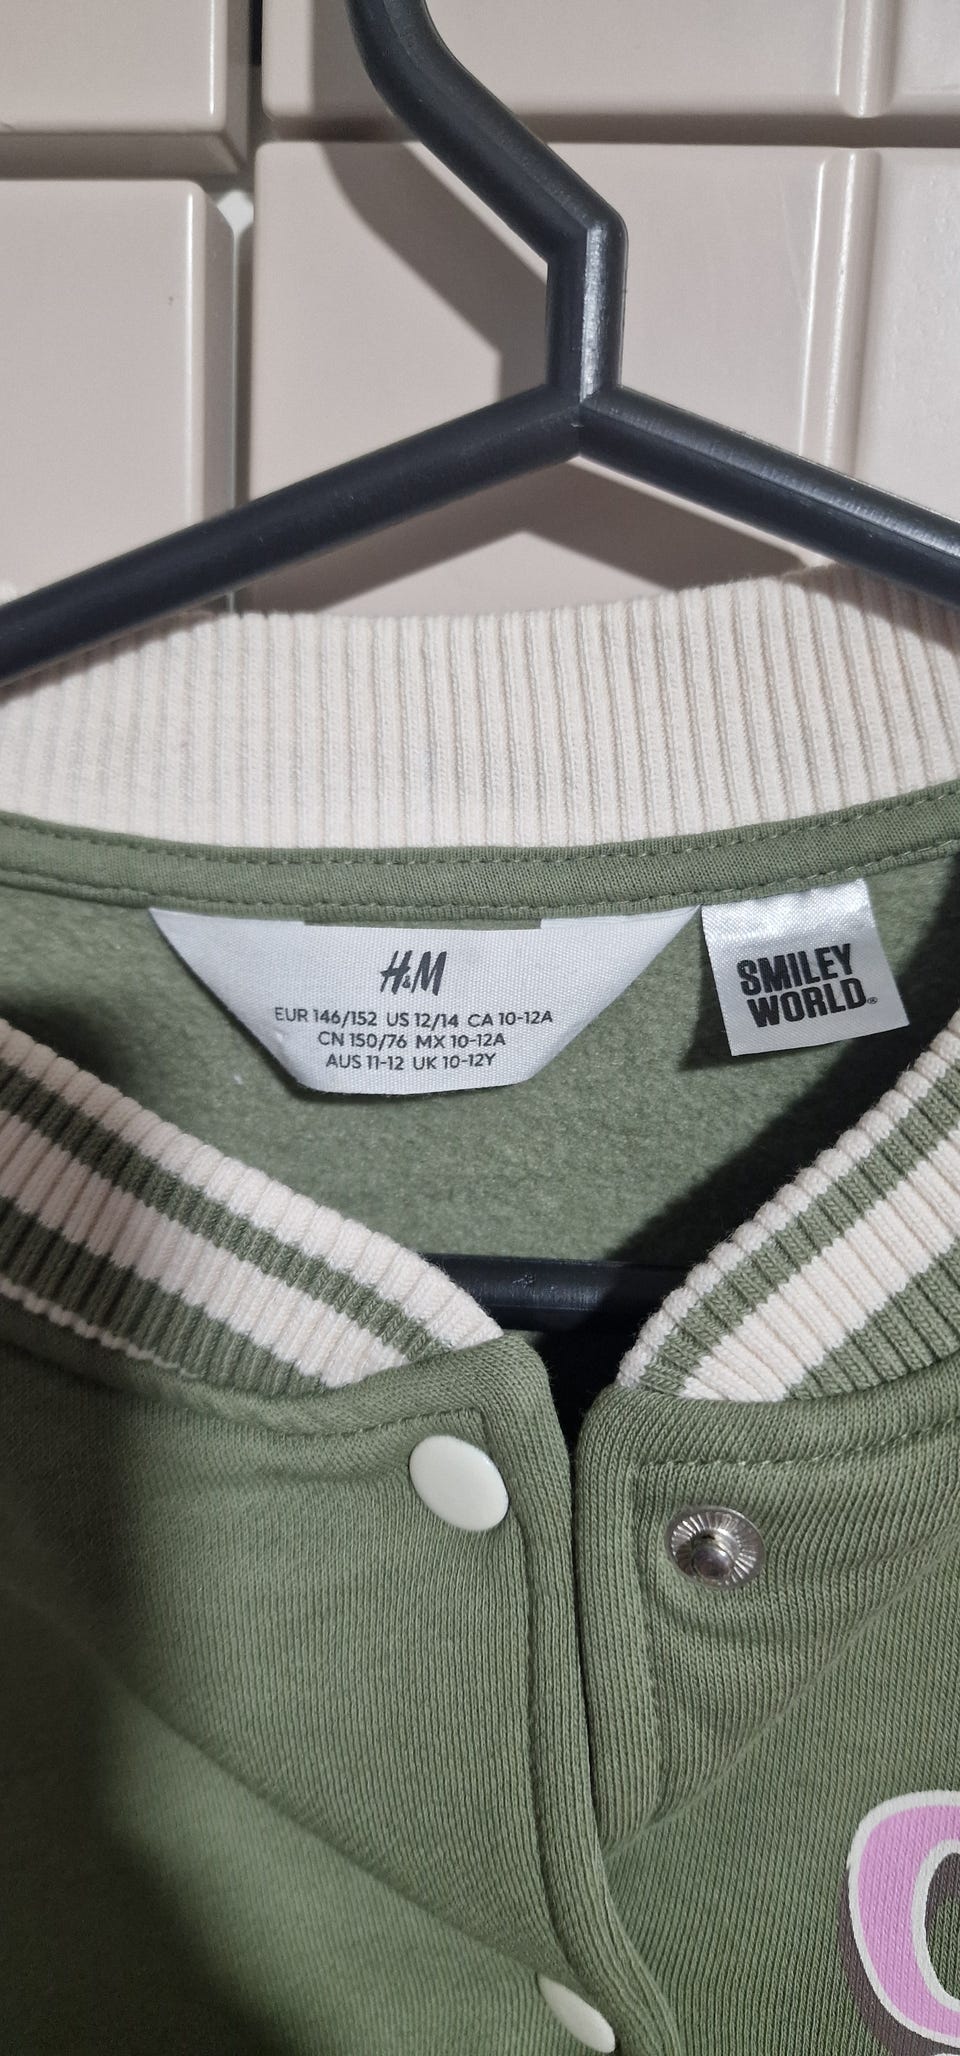 H&M
EUR 146/152 US 12/14 CA 10-12A
CN 150/76 MX 10-12A
AUS 11-12 UK 10-12Y
SMILEY
WORLD®